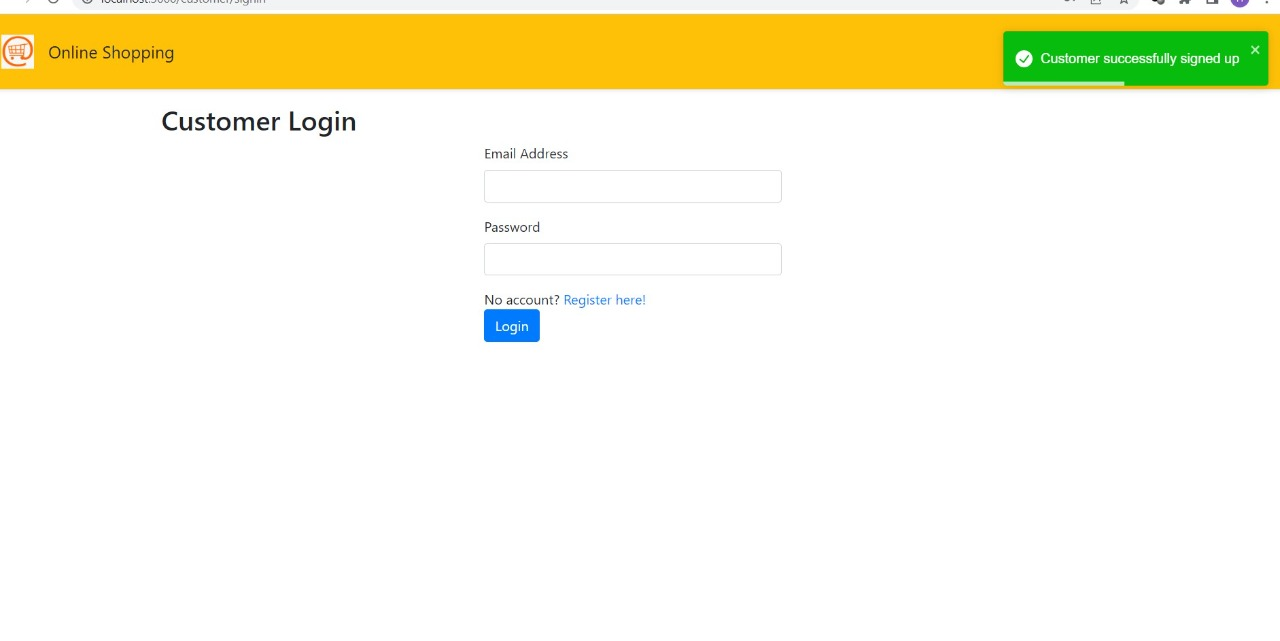 Online Shopping
Customer successfully signed up
Customer Login
Email Address
Password
No account? Register here!
Login